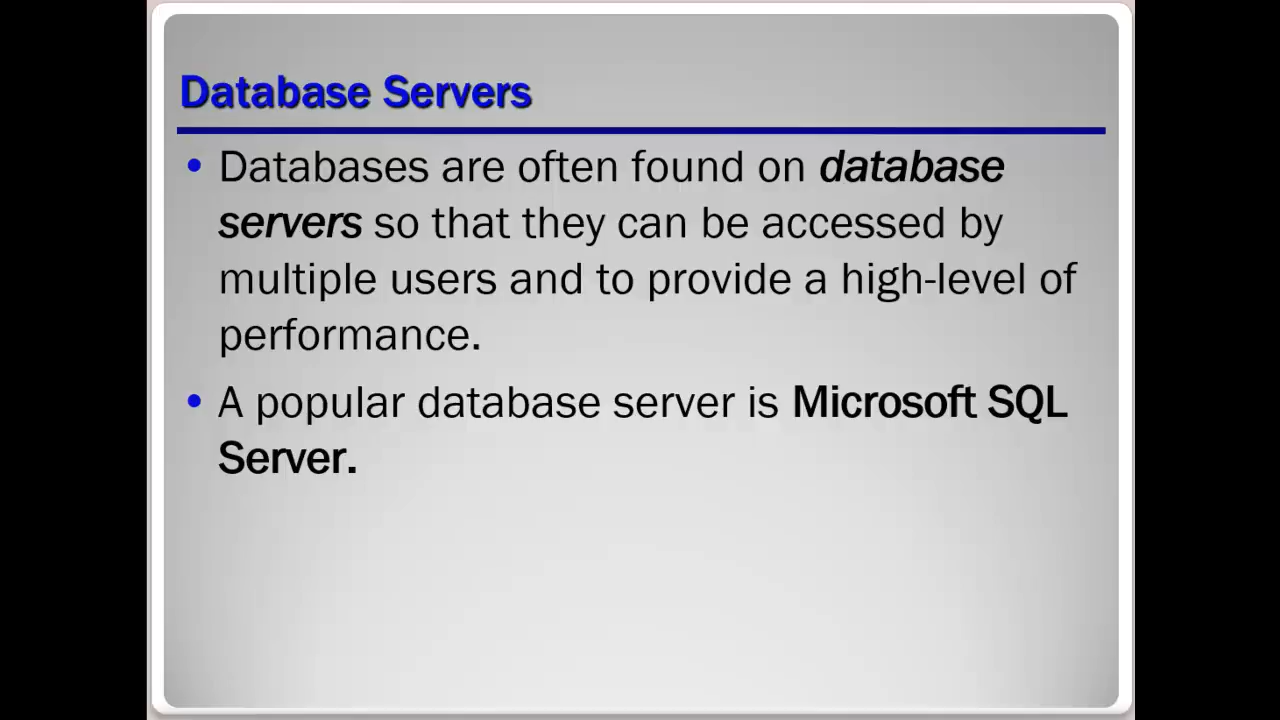 Database Servers
• Databases are often found on database
servers so that they can be accessed by
multiple users and to provide a high-level of
performance.
• A popular database server is Microsoft SQL
Server.